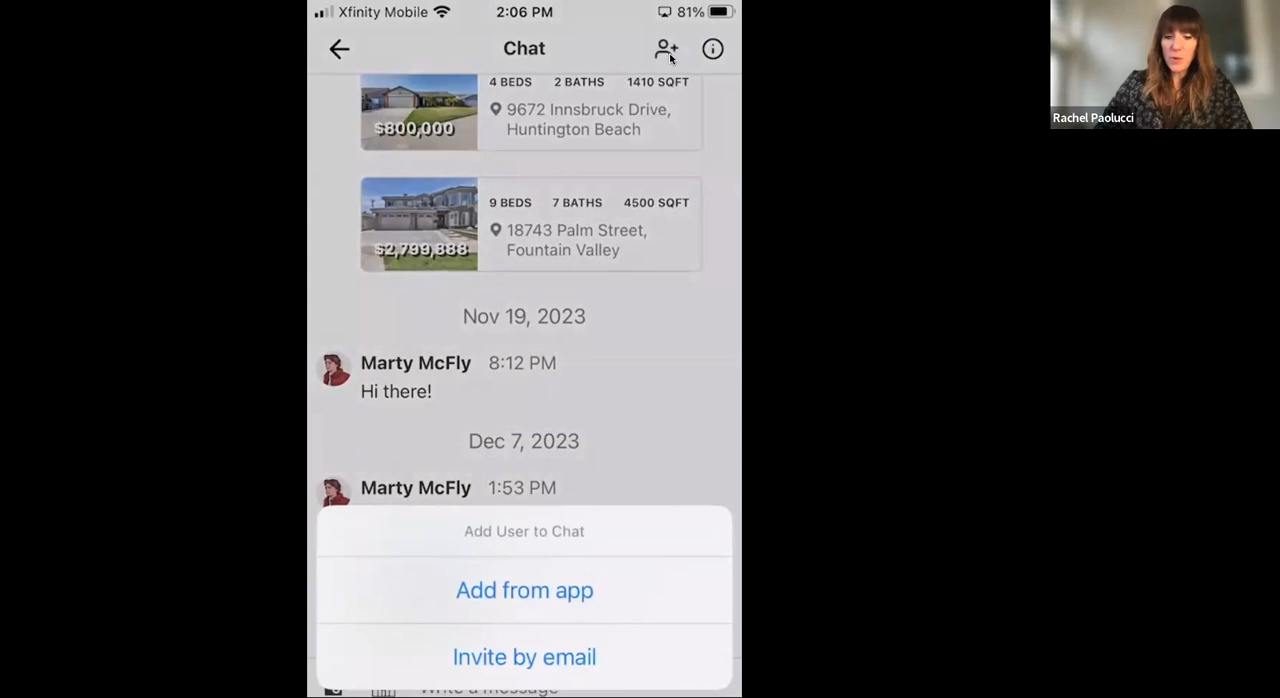 Xfinity Mobile 2:06 PM 81%
Chat
Rachel Paolucci
4 BEDS 2 BATHS 1410 SQFT
$800,000
9672 Innsbruck Drive,
Huntington Beach
9 BEDS 7 BATHS 4500 SQFT
$2,799,888
18743 Palm Street,
Fountain Valley
Nov 19, 2023
Marty McFly 8:12 PM
Hi there!
Dec 7, 2023
Marty McFly 1:53 PM
Add User to Chat
Add from app
Invite by email
Write a message